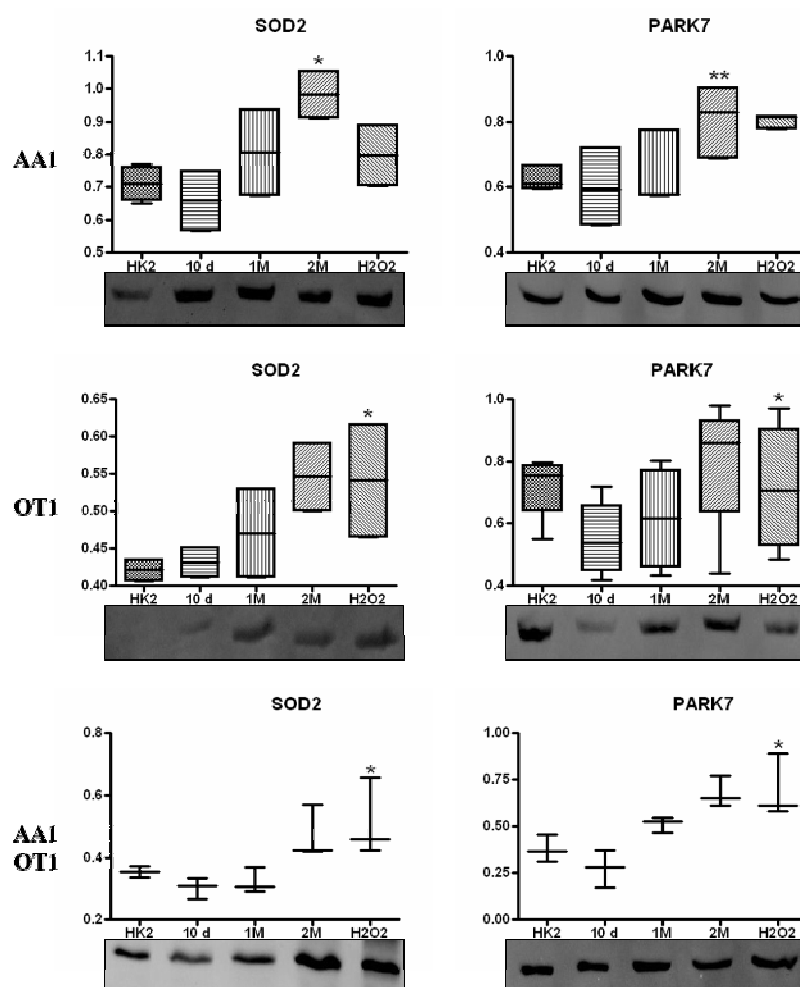 SOD2
PARK7
AA1
1.1
1.0
0.9
0.8
0.7
0.6
0.5
*
HK2 10 d 1M 2M H2O2
1.0
0.8
0.6
0.4
**
HK2 10 d 1M 2M H2O2
SOD2
PARK7
OT1
0.65
0.60
0.55
0.50
0.45
0.40
*
HK2 10 d 1M 2M H2O2
1.0
0.8
0.6
0.4
*
HK2 10 d 1M 2M H2O2
SOD2
PARK7
AA1
OT1
0.8
0.6
0.4
0.2
*
HK2 10 d 1M 2M H2O2
1.00
0.75
0.50
0.25
0.00
*
HK2 10 d 1M 2M H2O2